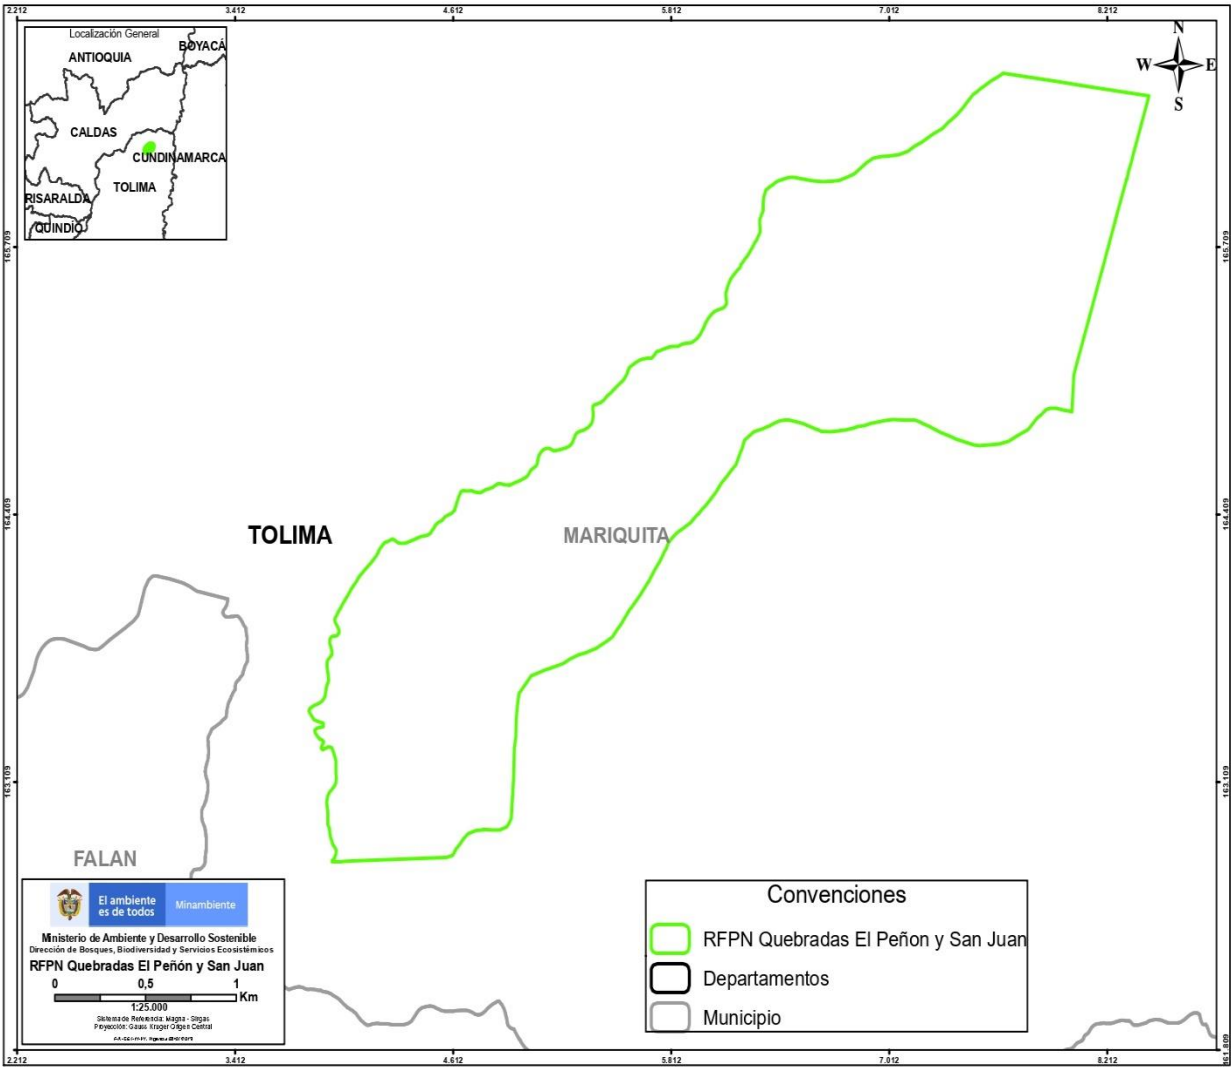 2.212 3.412 4.612 5.812 7.012 8.212
Localización General
BOYACÁ
ANTIOQUIA
CALDAS
CUNDINAMARCA
TOLIMA
RISARALDA
QUINDÍO
N
W E
S
165.709 165.709
164.409 164.409
TOLIMA
MARIQUITA
163.109 163.109
FALAN
El ambiente
es de todos
Minambiente
Ministerio de Ambiente y Desarrollo Sostenible
Dirección de Bosques, Biodiversidad y Servicios Ecosistémicos
RFPN Quebradas El Peñón y San Juan
0 0,5 1
Km
1:25.000
Sistema de Referencia: Magna - Sirgas
Proyección: Gauss Kruger Origen Central
Convenciones
RFPN Quebradas El Peñon y San Juan
Departamentos
Municipio
161.809
2.212 3.412 4.612 5.812 7.012 8.212